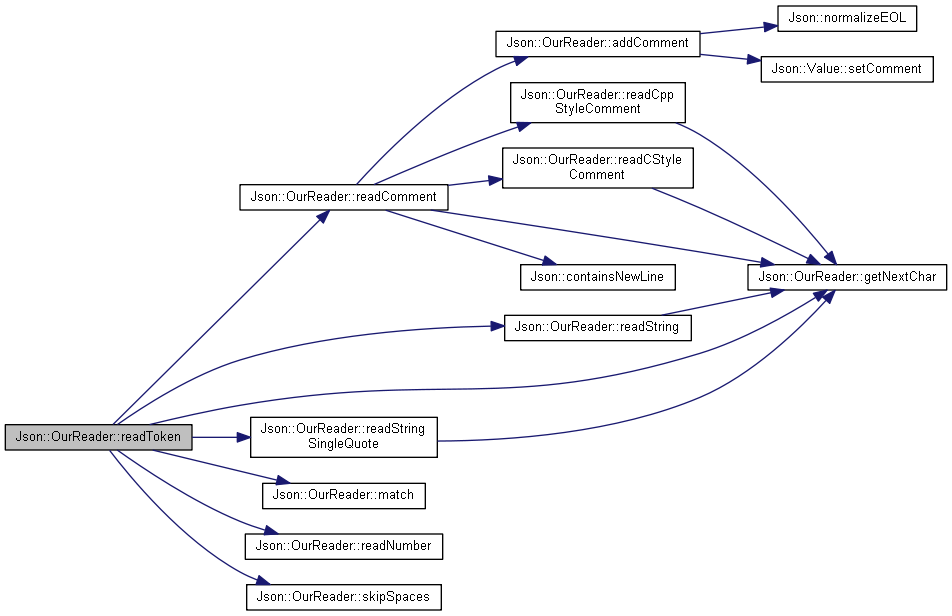 Json::normalizeEOL
Json::OurReader::addComment
Json::Value::setComment
Json::OurReader::readCpp
StyleComment
Json::OurReader::readCStyle
Comment
Json::OurReader::readComment
Json::containsNewLine
Json::OurReader::getNextChar
Json::OurReader::readString
Json::OurReader::readToken
Json::OurReader::readString
SingleQuote
Json::OurReader::match
Json::OurReader::readNumber
Json::OurReader::skipSpaces